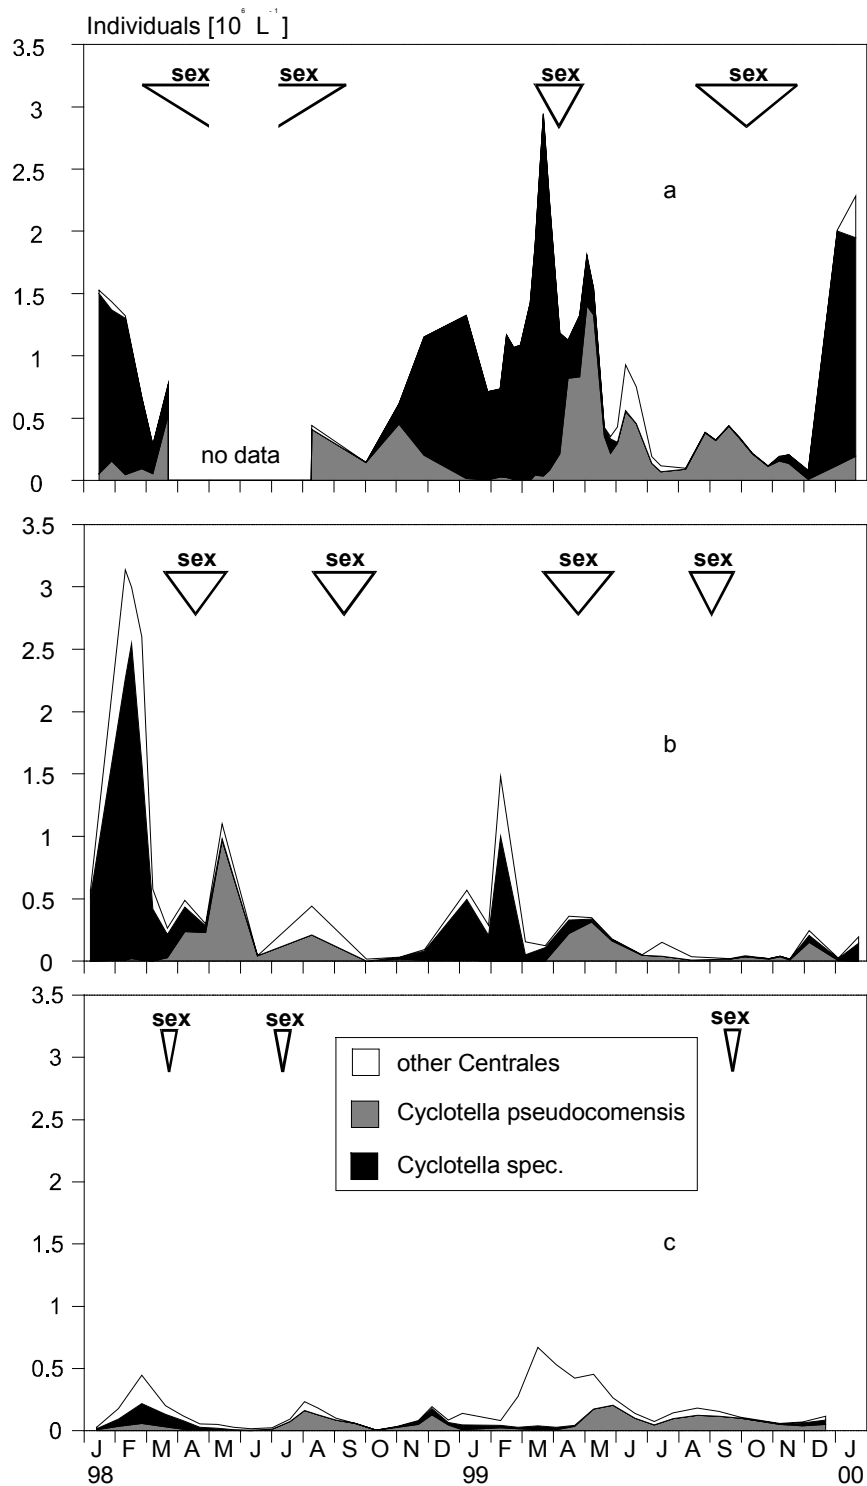 Individuals [10⁶ L⁻¹]
3.5
sex sex sex sex
3
2.5
a
2
1.5
1
0.5
no data
0
3.5
sex sex sex sex
3
2.5
2
b
1.5
1
0.5
0
3.5
sex sex sex
3
other Centrales
2.5
Cyclotella pseudocomensis
Cyclotella spec.
2
1.5
c
1
0.5
0
J F M A M J J A S O N D J F M A M J J A S O N D J
98 99 00